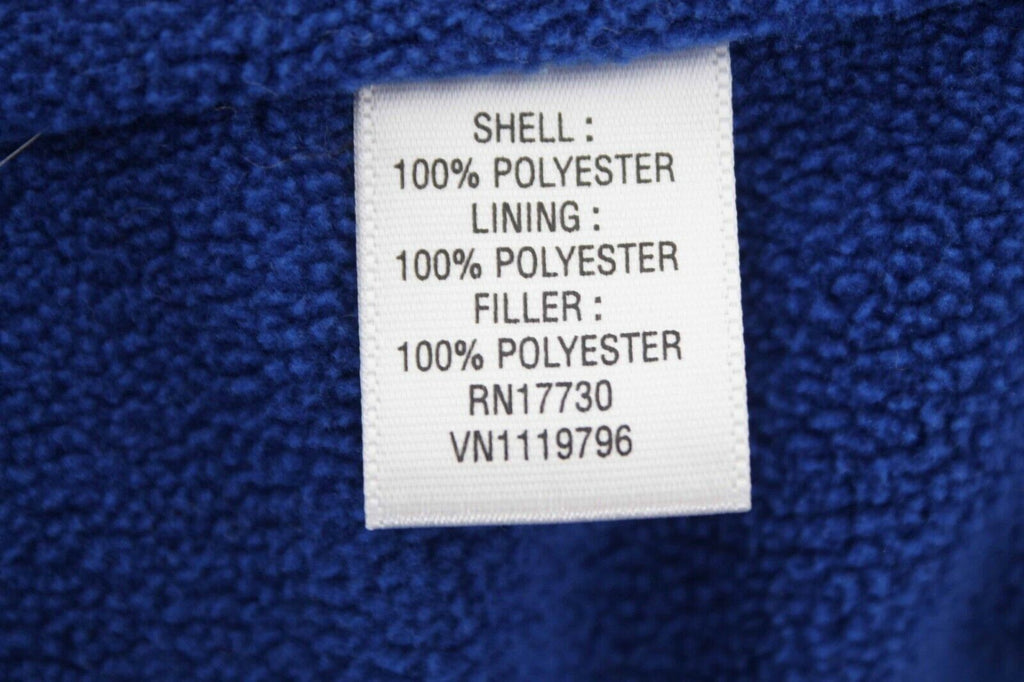 SHELL :
100% POLYESTER
LINING :
100% POLYESTER
FILLER :
100% POLYESTER
RN17730
VN1119796